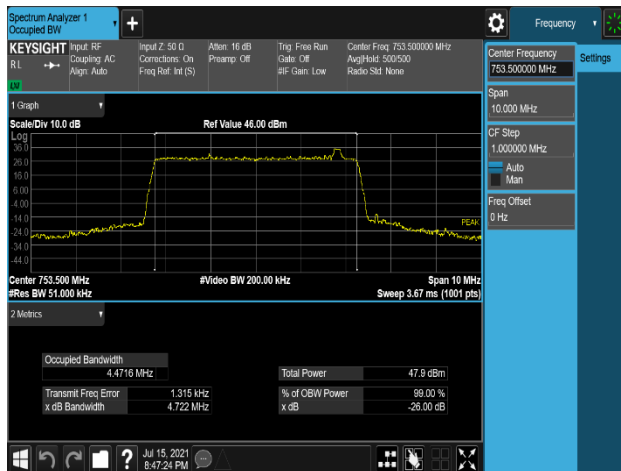 Spectrum Analyzer 1
Occupied BW
Frequency
KEYSIGHT
R L
LXI
Input: RF
Coupling: AC
Align: Auto
Input Z: 50 Ω
Corrections: On
Freq Ref: Int (S)
Atten: 16 dB
Preamp: Off
Trig: Free Run
Gate: Off
#IF Gain: Low
Center Freq: 753.500000 MHz
Avg|Hold: 500/500
Radio Std: None
Center Frequency
753.500000 MHz
Settings
Span
10.000 MHz
CF Step
1.000000 MHz
Auto
Man
Freq Offset
0 Hz
1 Graph
Scale/Div 10.0 dB
Ref Value 46.00 dBm
Log
36.0
26.0
16.0
6.00
-4.00
-14.0
-24.0
-34.0
-44.0
PEAK
Center 753.500 MHz
#Video BW 200.00 kHz
Span 10 MHz
#Res BW 51.000 kHz
Sweep 3.67 ms (1001 pts)
2 Metrics
Occupied Bandwidth
4.4716 MHz
Total Power
47.9 dBm
Transmit Freq Error
1.315 kHz
% of OBW Power
99.00 %
x dB Bandwidth
4.722 MHz
x dB
-26.00 dB
?
Jul 15, 2021
8:47:24 PM